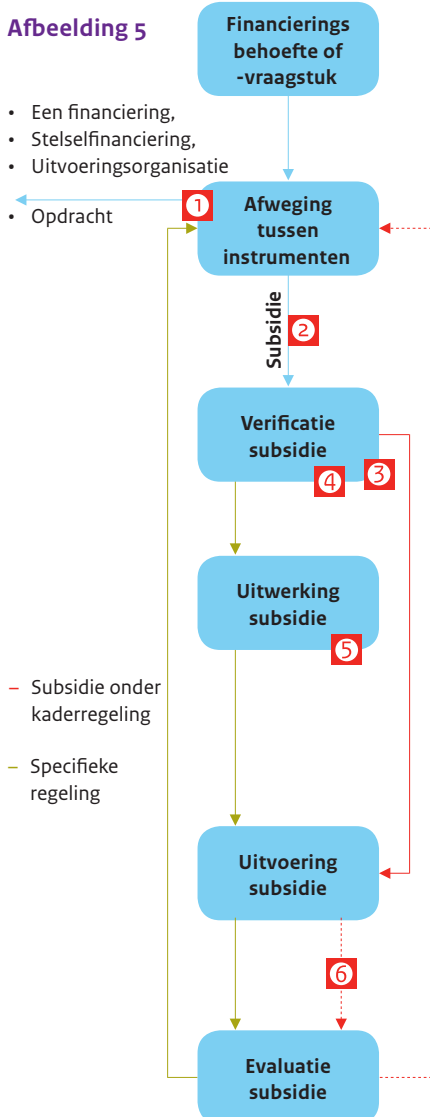 Afbeelding 5
Financierings
behoefte of
-vraagstuk
• Een financiering,
• Stelselfinanciering,
• Uitvoeringsorganisatie
• Opdracht
1
Afweging
tussen
instrumenten
Subsidie
2
Verificatie
subsidie
4
3
Uitwerking
subsidie
5
– Subsidie onder
kaderregeling
– Specifieke
regeling
Uitvoering
subsidie
6
Evaluatie
subsidie